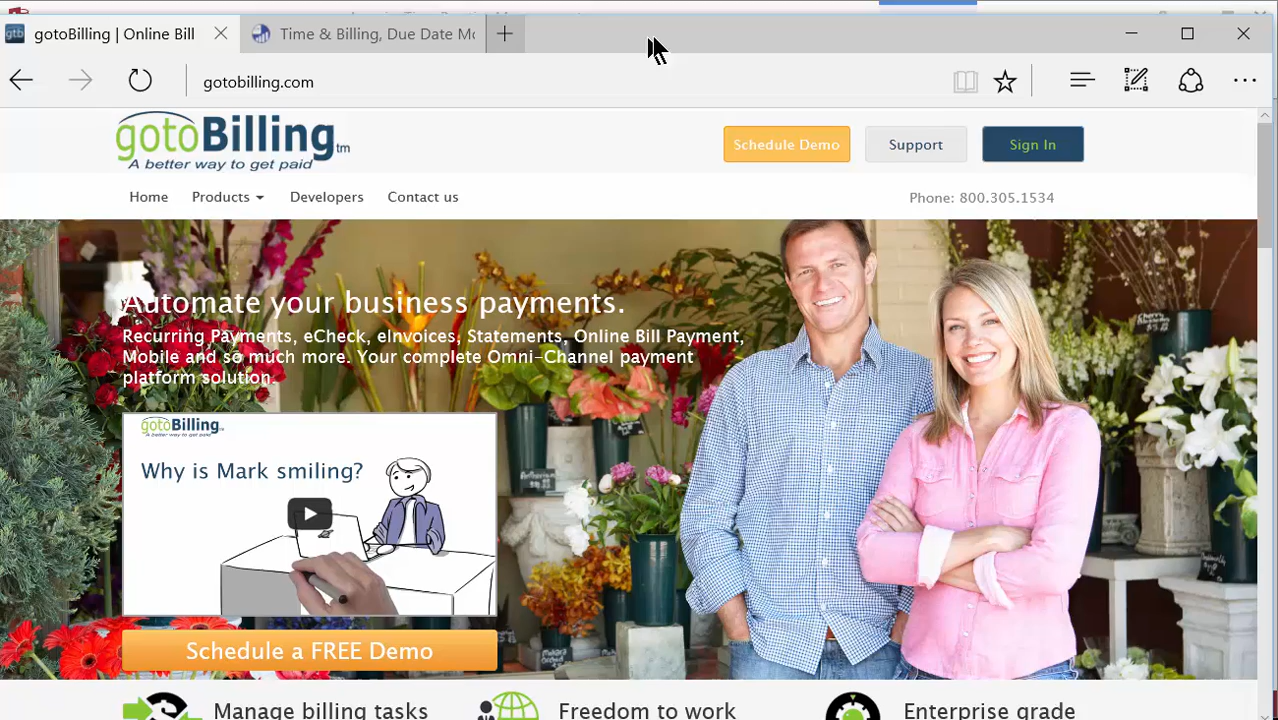 gotoBilling | Online Bill
Time & Billing, Due Date Mo
gotobilling.com
gotoBilling tm
A better way to get paid
Schedule Demo
Support
Sign In
Home
Products
Developers
Contact us
Phone: 800.305.1534
Automate your business payments.
Recurring Payments, eCheck, eInvoices, Statements, Online Bill Payment,
Mobile and so much more. Your complete Omni-Channel payment
platform solution.
gotoBilling
A better way to get paid
Why is Mark smiling?
Schedule a FREE Demo
Manage billing tasks
Freedom to work
Enterprise grade